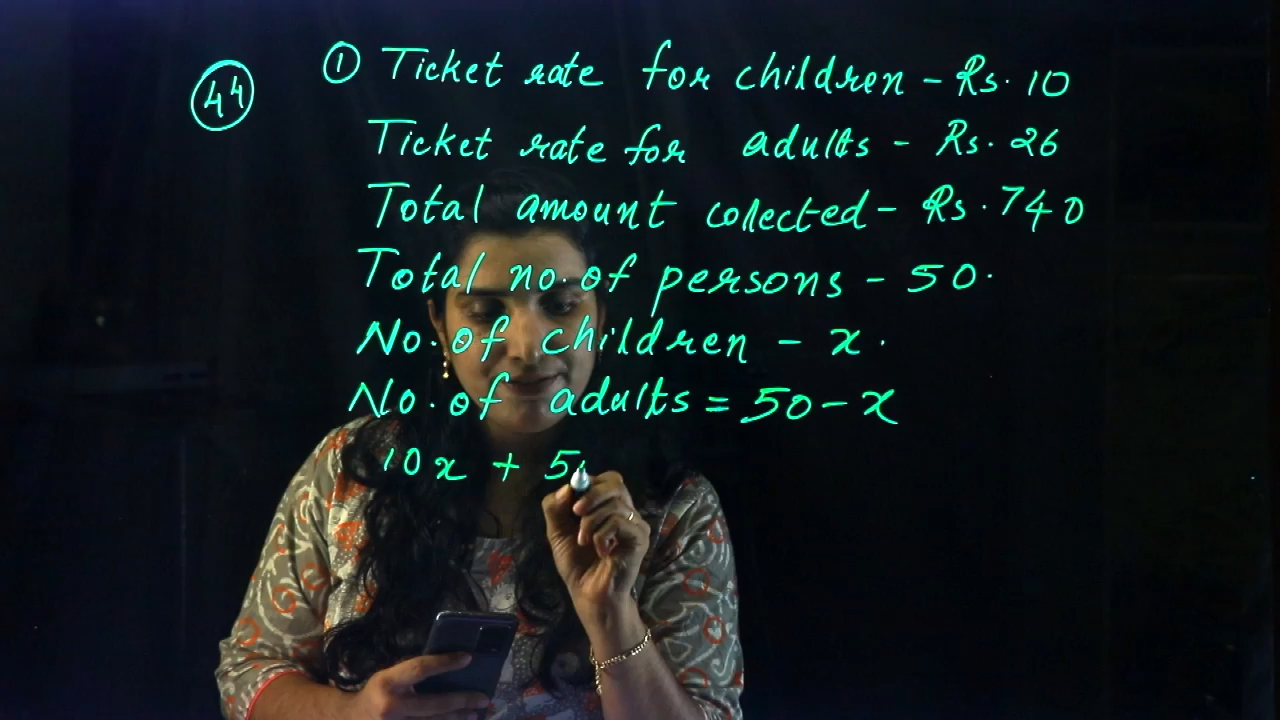 44
① Ticket rate for children - Rs. 10
Ticket rate for adults - Rs. 26
Total amount collected - Rs. 740
Total no. of persons - 50.
No. of children - x.
No. of adults = 50 - x
10x + 5